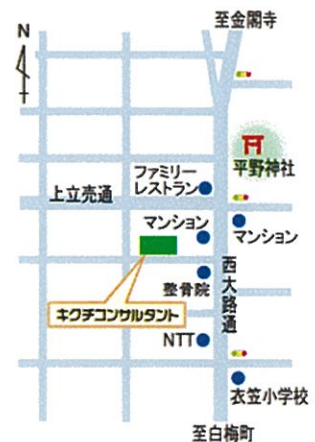 至金閣寺
N
平野神社
ファミリー
レストラン
上立売通
マンション
マンション
西大路通
整骨院
キクチコンサルタント
NTT
衣笠小学校
至白梅町